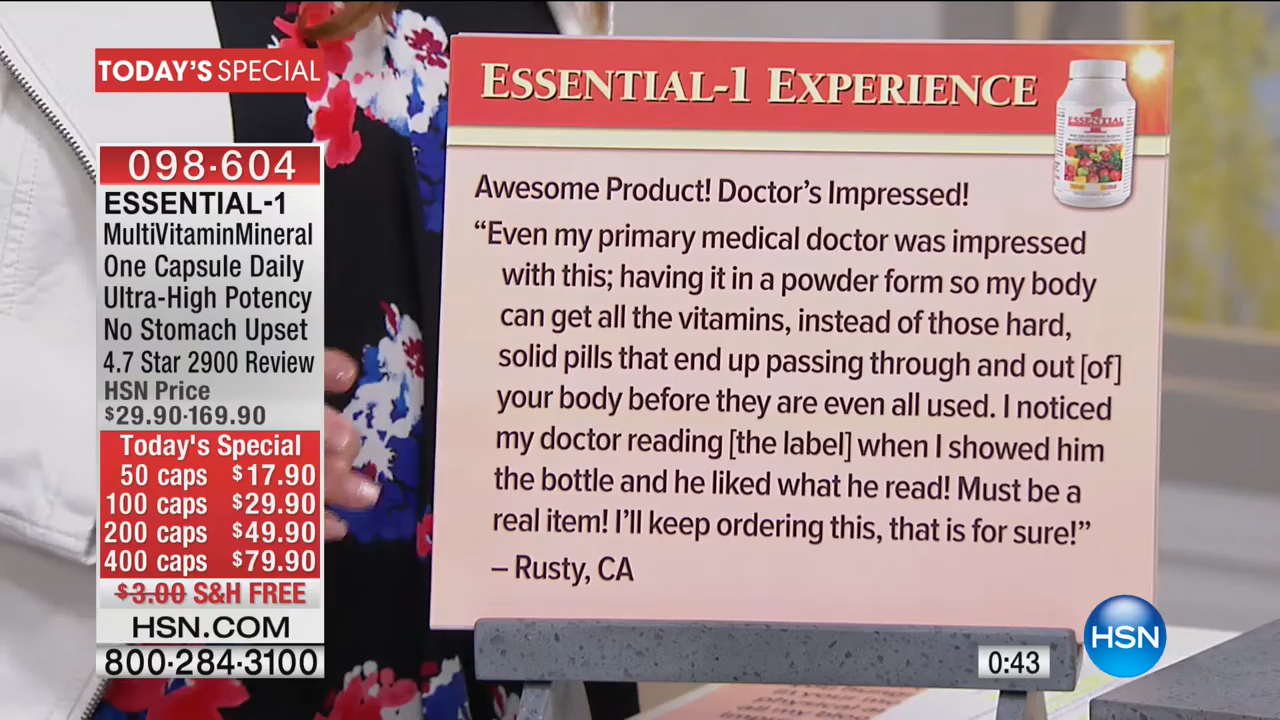 TODAY'S SPECIAL
098·604
ESSENTIAL-1
MultiVitaminMineral
One Capsule Daily
Ultra-High Potency
No Stomach Upset
4.7 Star 2900 Review
HSN Price
$29.90-169.90
Today's Special
50 caps $17.90
100 caps $29.90
200 caps $49.90
400 caps $79.90
$3.00 S&H FREE
HSN.COM
800·284·3100
ESSENTIAL-1 EXPERIENCE
1
ESSENTIAL
Awesome Product! Doctor's Impressed!
“Even my primary medical doctor was impressed
with this; having it in a powder form so my body
can get all the vitamins, instead of those hard,
solid pills that end up passing through and out [of]
your body before they are even all used. I noticed
my doctor reading [the label] when I showed him
the bottle and he liked what he read! Must be a
real item! I'll keep ordering this, that is for sure!”
– Rusty, CA
HSN
0:43